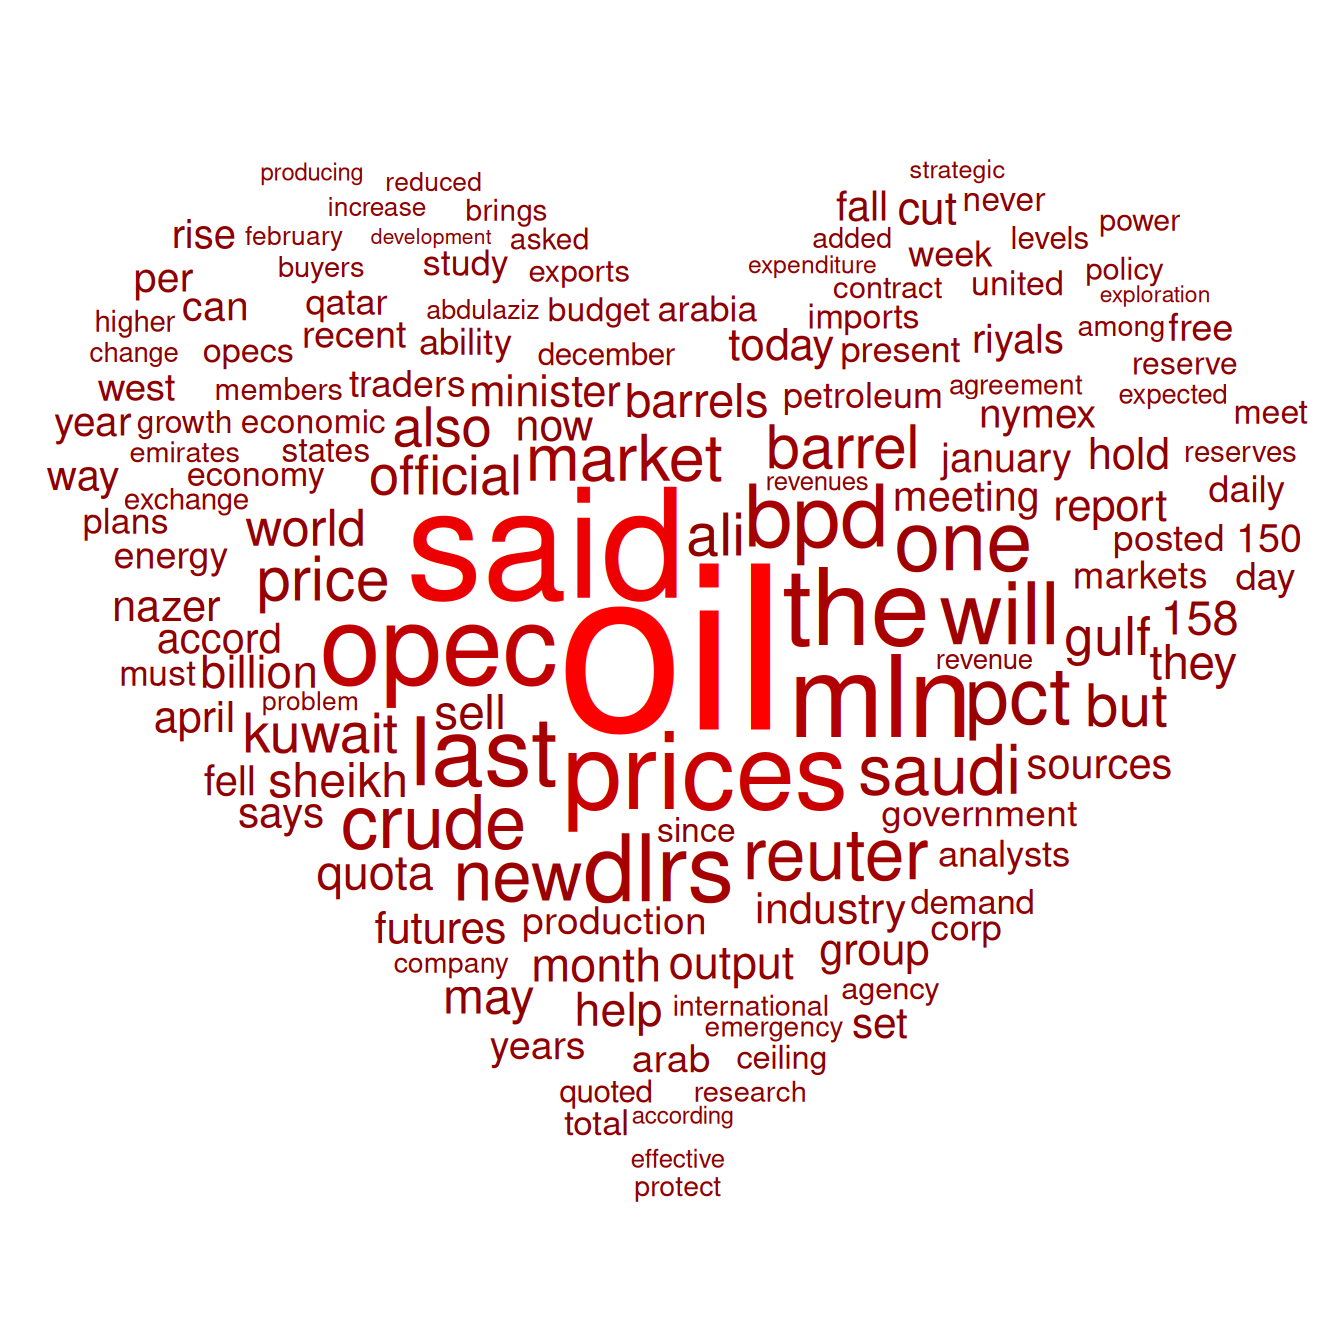 producing
reduced
strategic
increase brings fall cut never
rise february development asked added week levels power
per buyers study exports expenditure contract united policy
can qatar abdulaziz budget arabia imports exploration
higher recent ability today present riyals among free
change opecs december reserve
west members traders minister barrels petroleum agreement expected
year growth economic also now nymex meet
emirates states official market barrel january hold reserves
way economy revenues
exchange meeting report daily
plans world said ali bpd one posted 150
energy price markets day
nazer the will 158
accord opec oil gulf they
must billion revenue
problem mln pct but
april kuwait sell last
fell sheikh prices saudi sources
says crude since government
quota new dlrs reuter analysts
futures production industry demand
corp
company month output group
may help international agency
emergency set
years arab ceiling
quoted research
total according
effective
protect